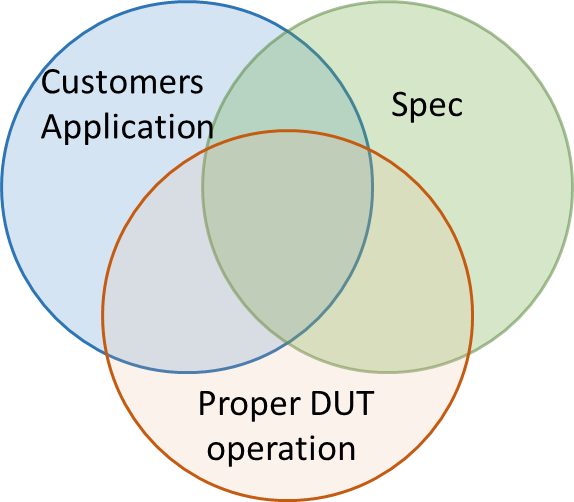 Customers
Application
Spec
Proper DUT
operation